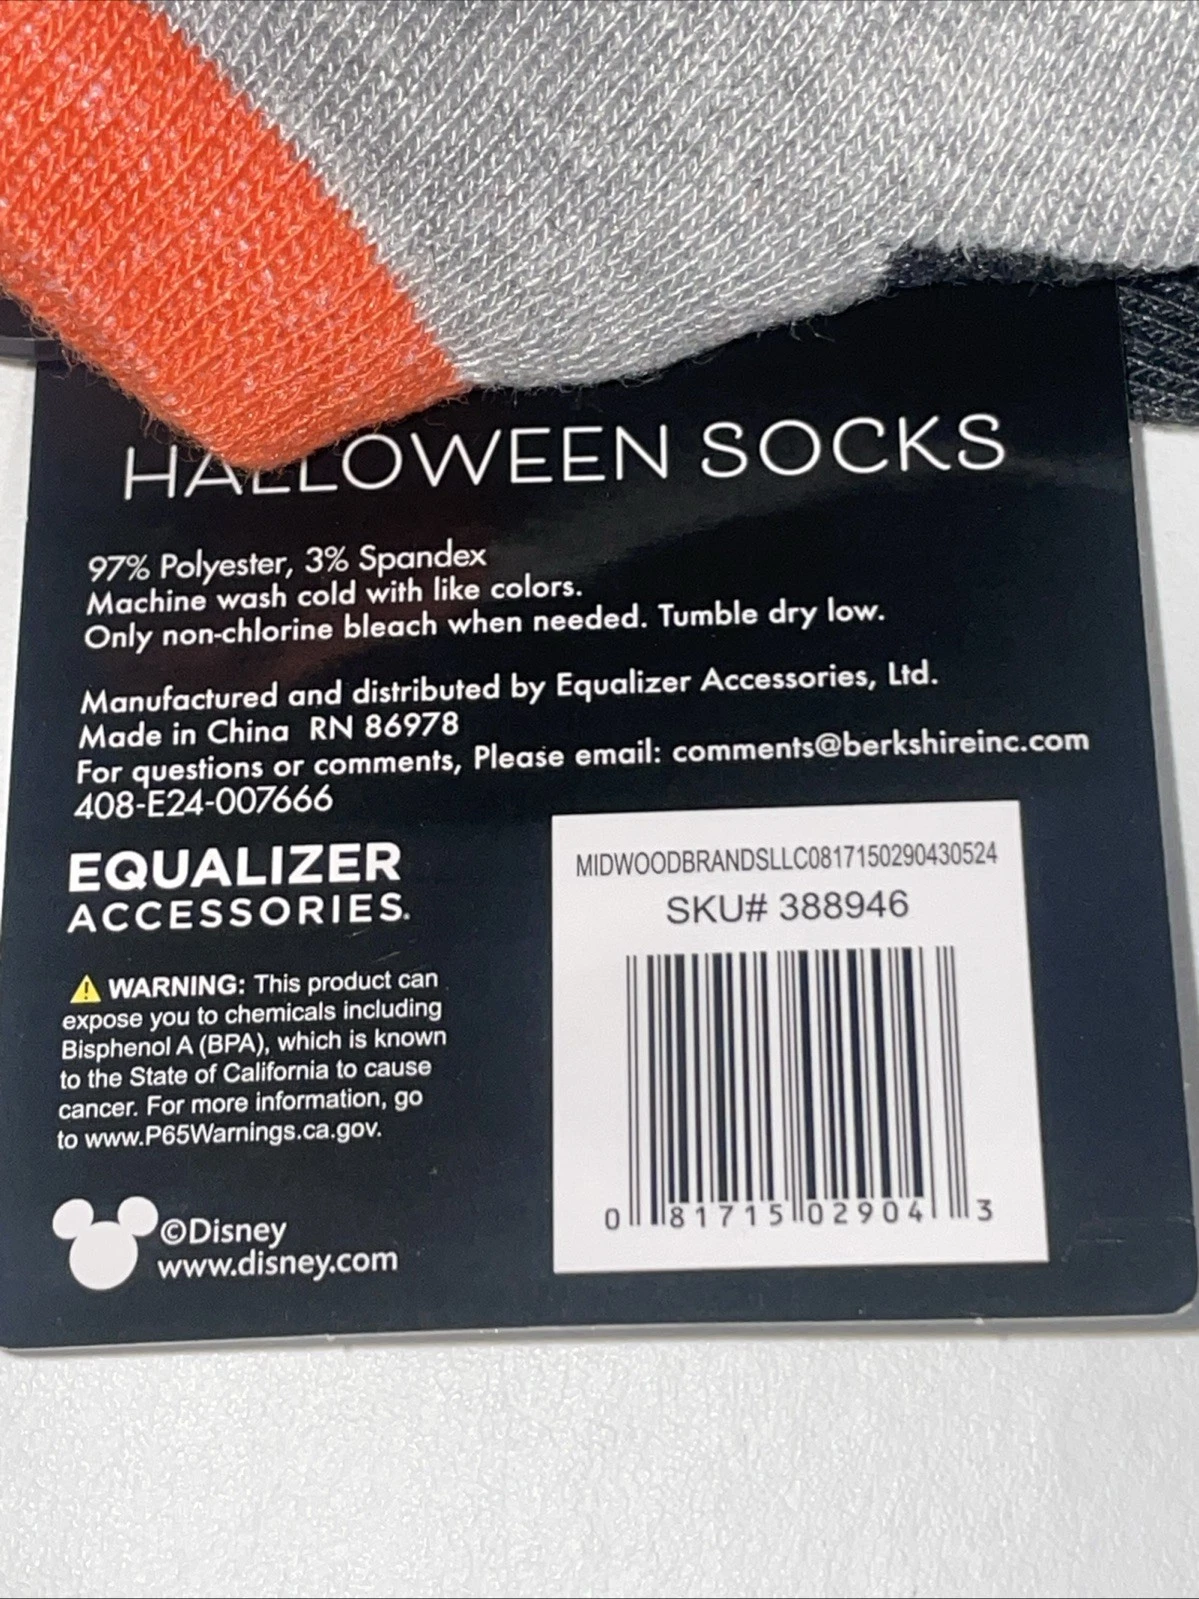 HALLOWEEN SOCKS
97% Polyester, 3% Spandex
Machine wash cold with like colors.
Only non-chlorine bleach when needed. Tumble dry low.
Manufactured and distributed by Equalizer Accessories, Ltd.
Made in China RN 86978
For questions or comments, Please email: comments@berkshireinc.com
408-E24-007666
EQUALIZER
ACCESSORIES.
WARNING: This product can
expose you to chemicals including
Bisphenol A (BPA), which is known
to the State of California to cause
cancer. For more information, go
to www.P65Warnings.ca.gov.
©Disney
www.disney.com
MIDWOODBRANDSLLC0817150290430524
SKU# 388946
0 81715 02904 3